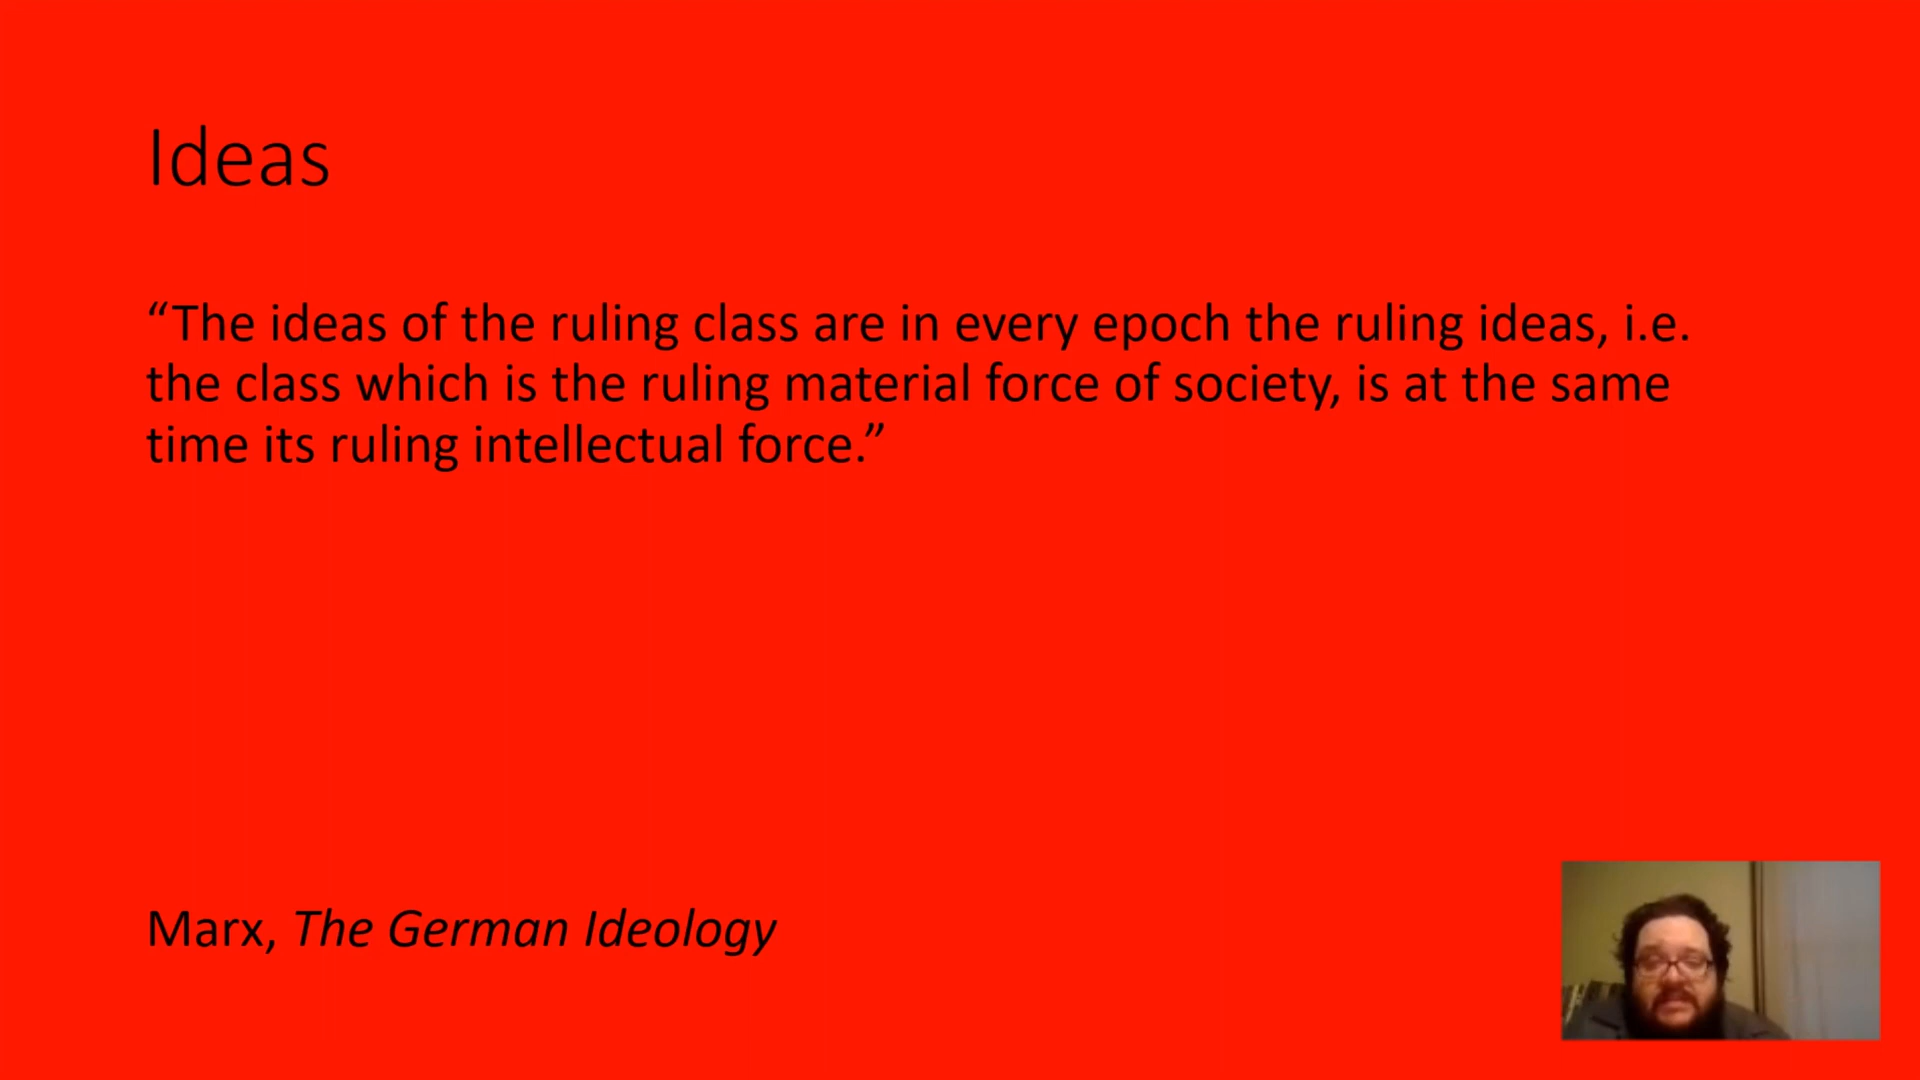 Ideas
“The ideas of the ruling class are in every epoch the ruling ideas, i.e.
the class which is the ruling material force of society, is at the same
time its ruling intellectual force.”
Marx, The German Ideology